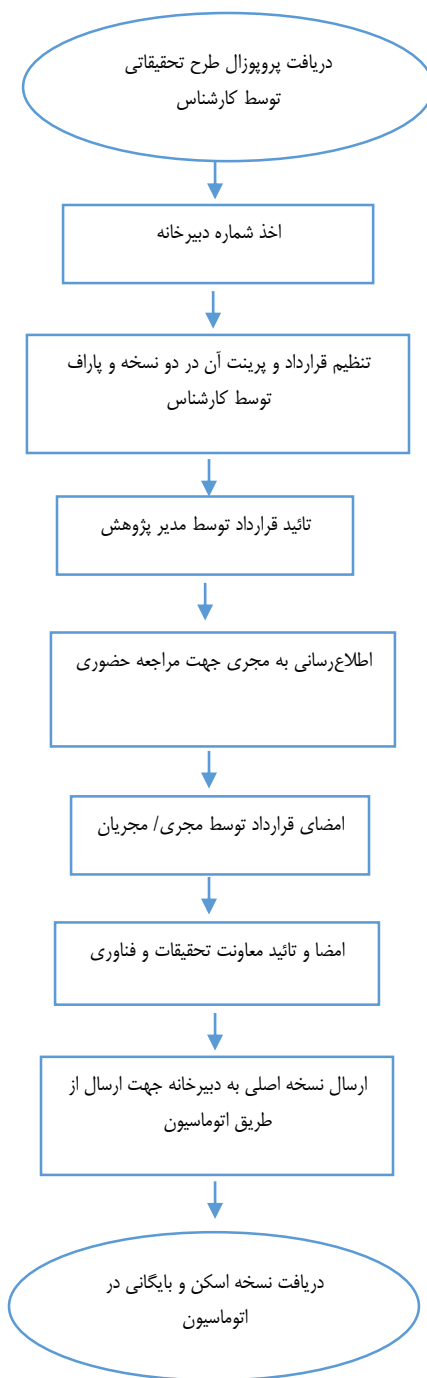 دریافت پروپوزال طرح تحقیقاتی
توسط کارشناس
اخذ شماره دبیرخانه
تنظیم قرارداد و پرینت آن در دو نسخه و پاراف
توسط کارشناس
تائید قرارداد توسط مدیر پژوهش
اطلاع‌رسانی به مجری جهت مراجعه حضوری
امضای قرارداد توسط مجری/ مجریان
امضا و تائید معاونت تحقیقات و فناوری
ارسال نسخه اصلی به دبیرخانه جهت ارسال از
طریق اتوماسیون
دریافت نسخه اسکن و بایگانی در
اتوماسیون